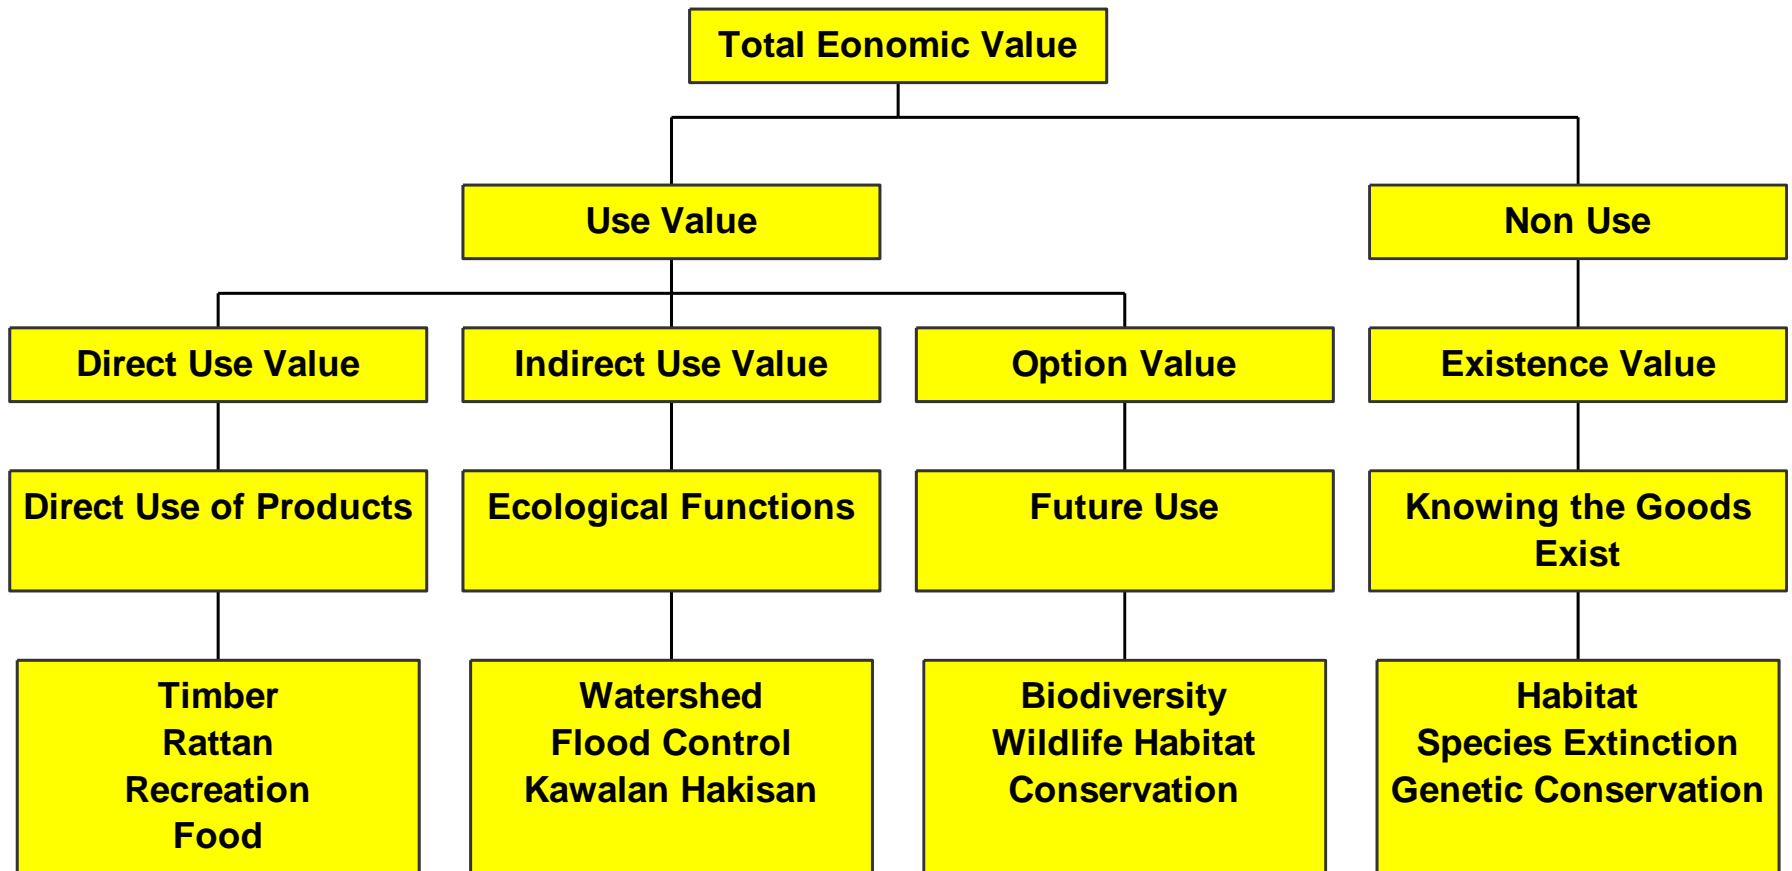 Total Eonomic Value
Use Value
Non Use
Direct Use Value
Indirect Use Value
Option Value
Existence Value
Direct Use of Products
Ecological Functions
Future Use
Knowing the Goods
Exist
Timber
Rattan
Recreation
Food
Watershed
Flood Control
Kawalan Hakisan
Biodiversity
Wildlife Habitat
Conservation
Habitat
Species Extinction
Genetic Conservation